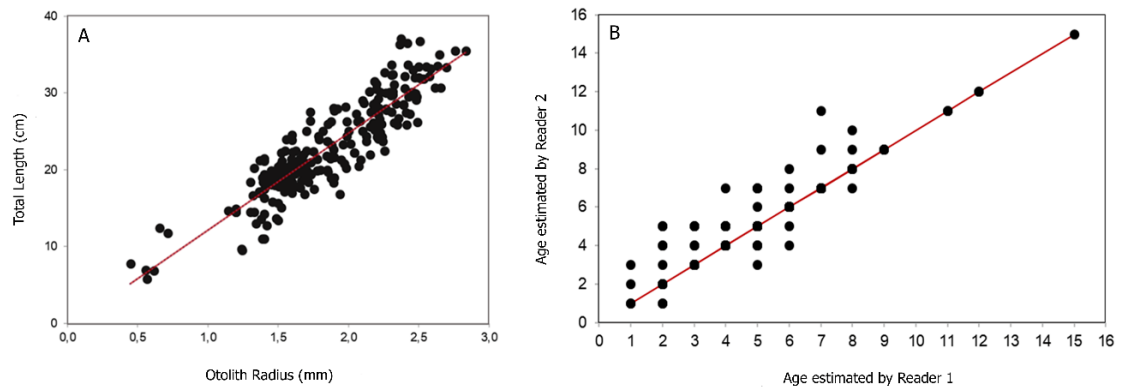 A
Total Length (cm)
40
30
20
10
0
0,0 0,5 1,0 1,5 2,0 2,5 3,0
Otolith Radius (mm)
B
Age estimated by Reader 2
16
14
12
10
8
6
4
2
0
0 1 2 3 4 5 6 7 8 9 10 11 12 13 14 15 16
Age estimated by Reader 1